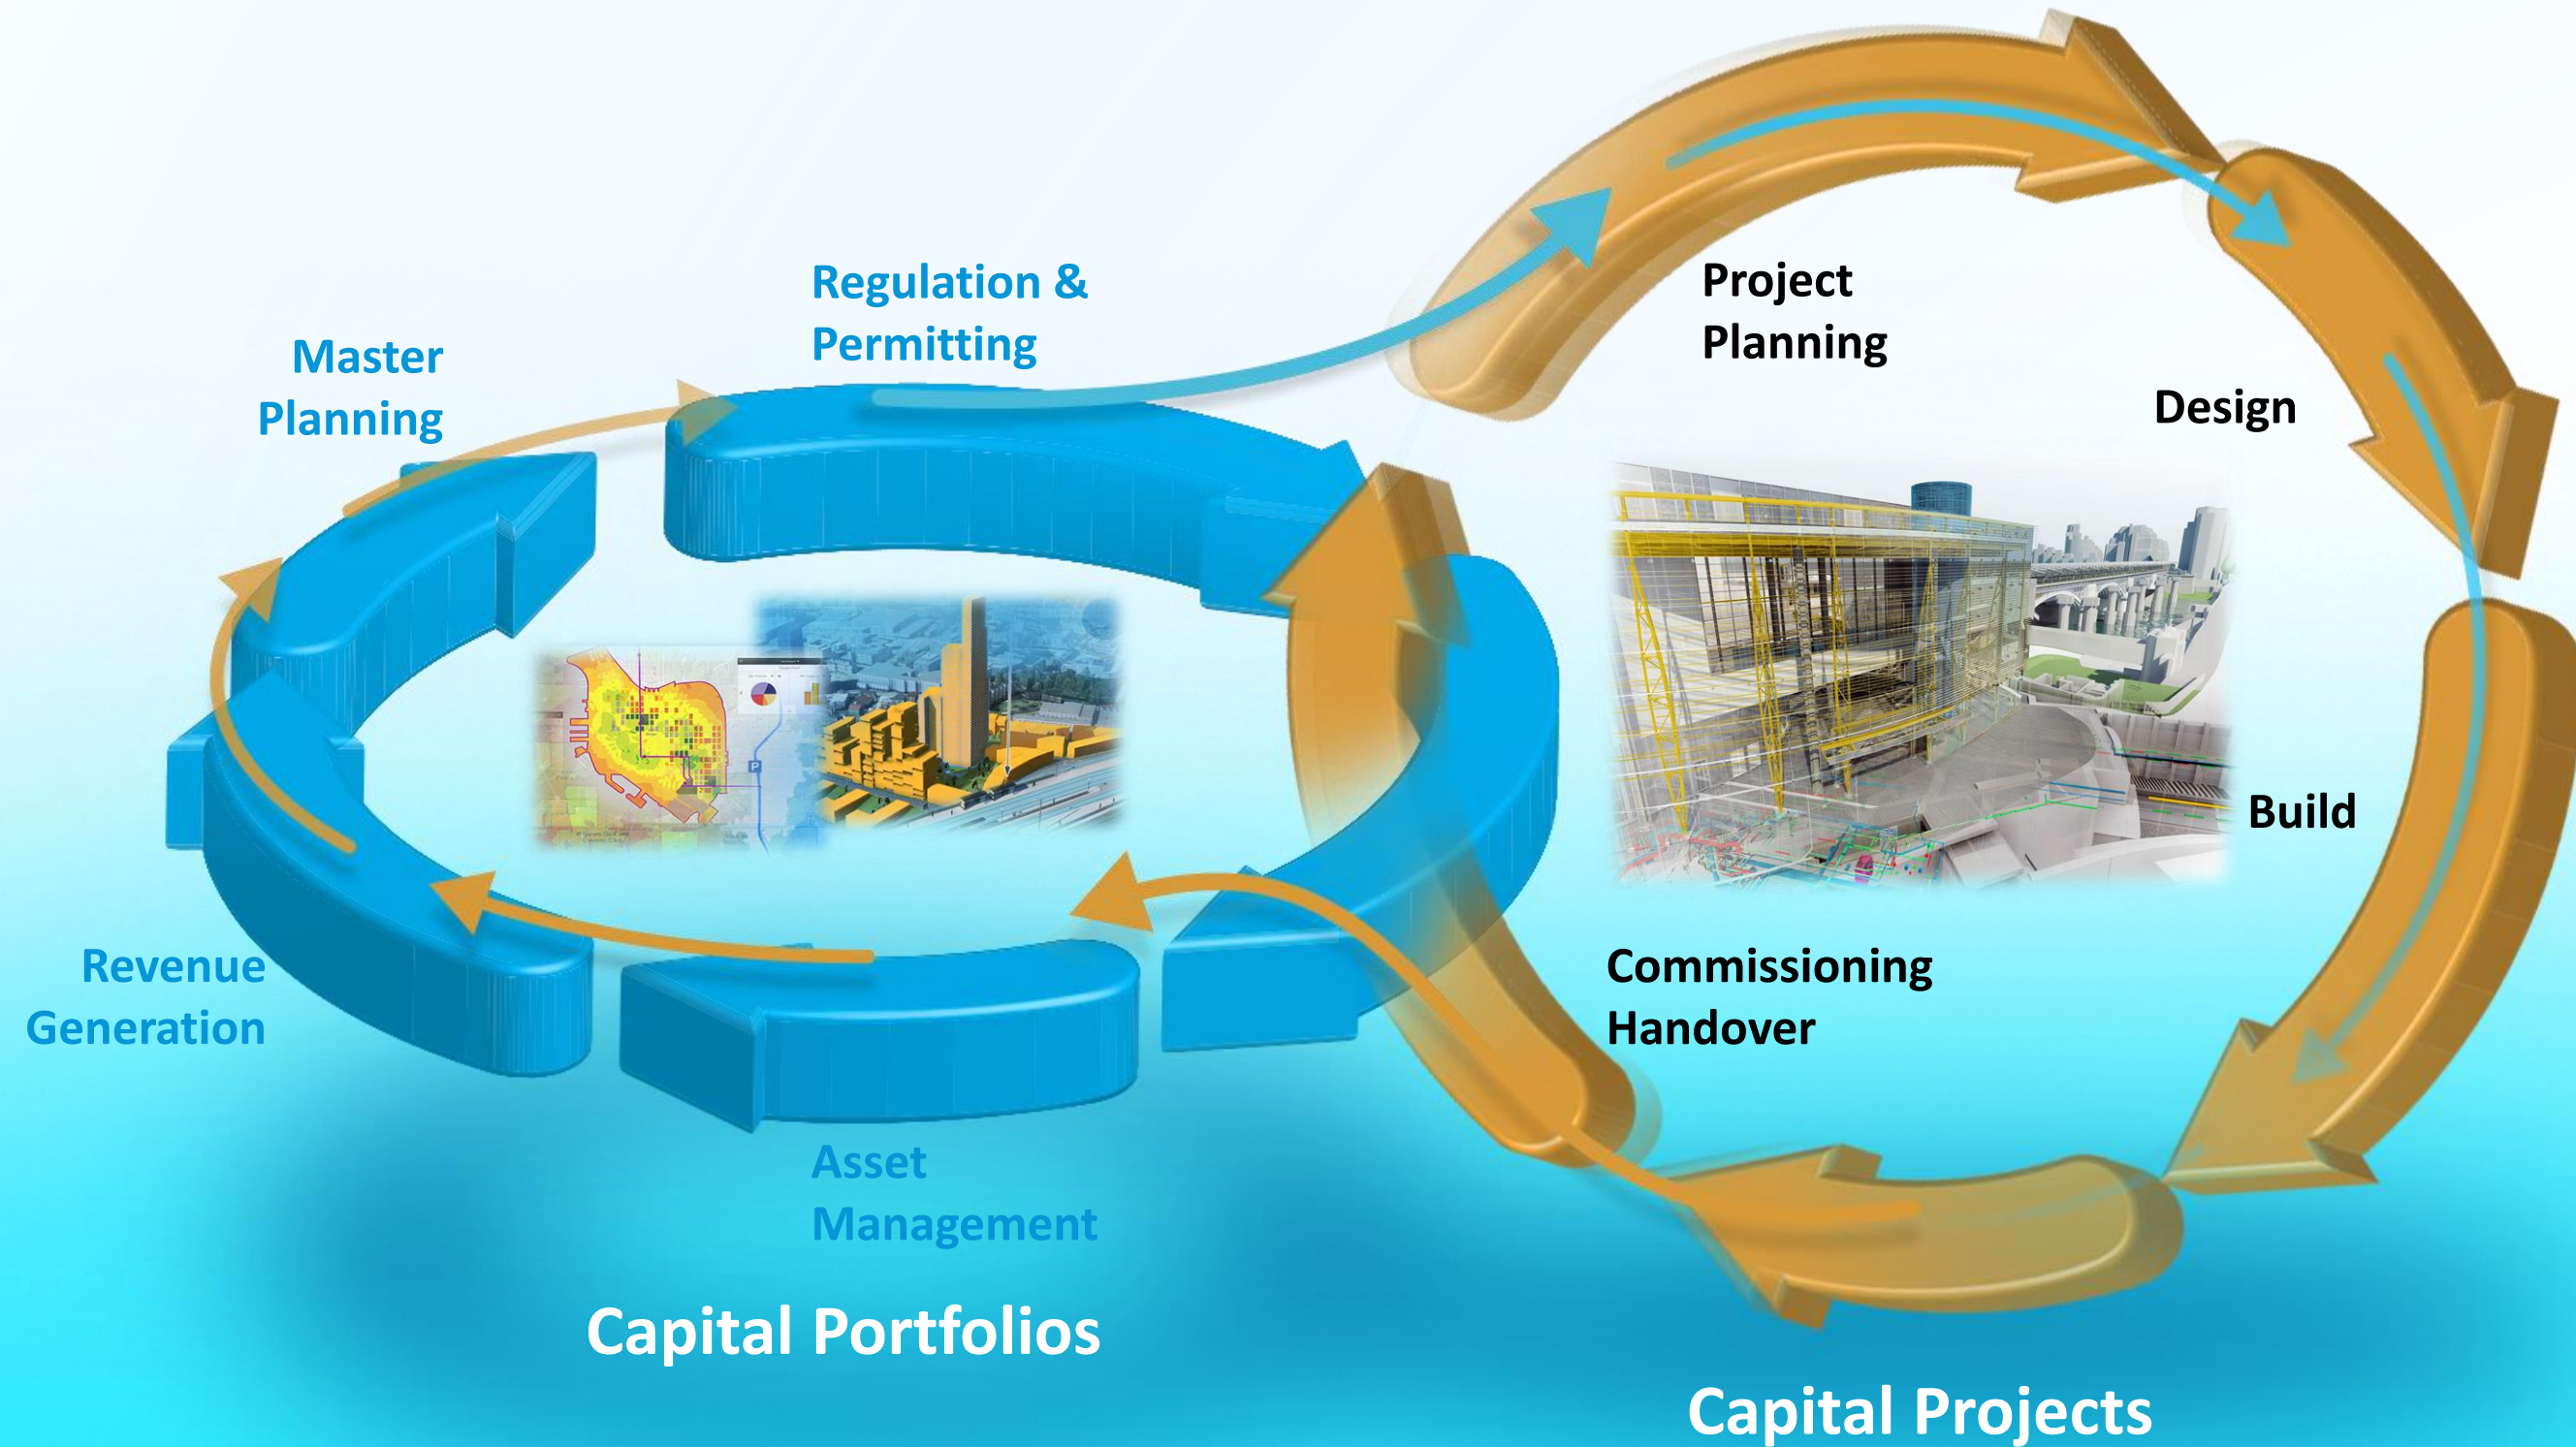 Regulation &
Permitting
Master
Planning
Project
Planning
Design
Build
Commissioning
Handover
Revenue
Generation
Asset
Management
Capital Portfolios
Capital Projects
P